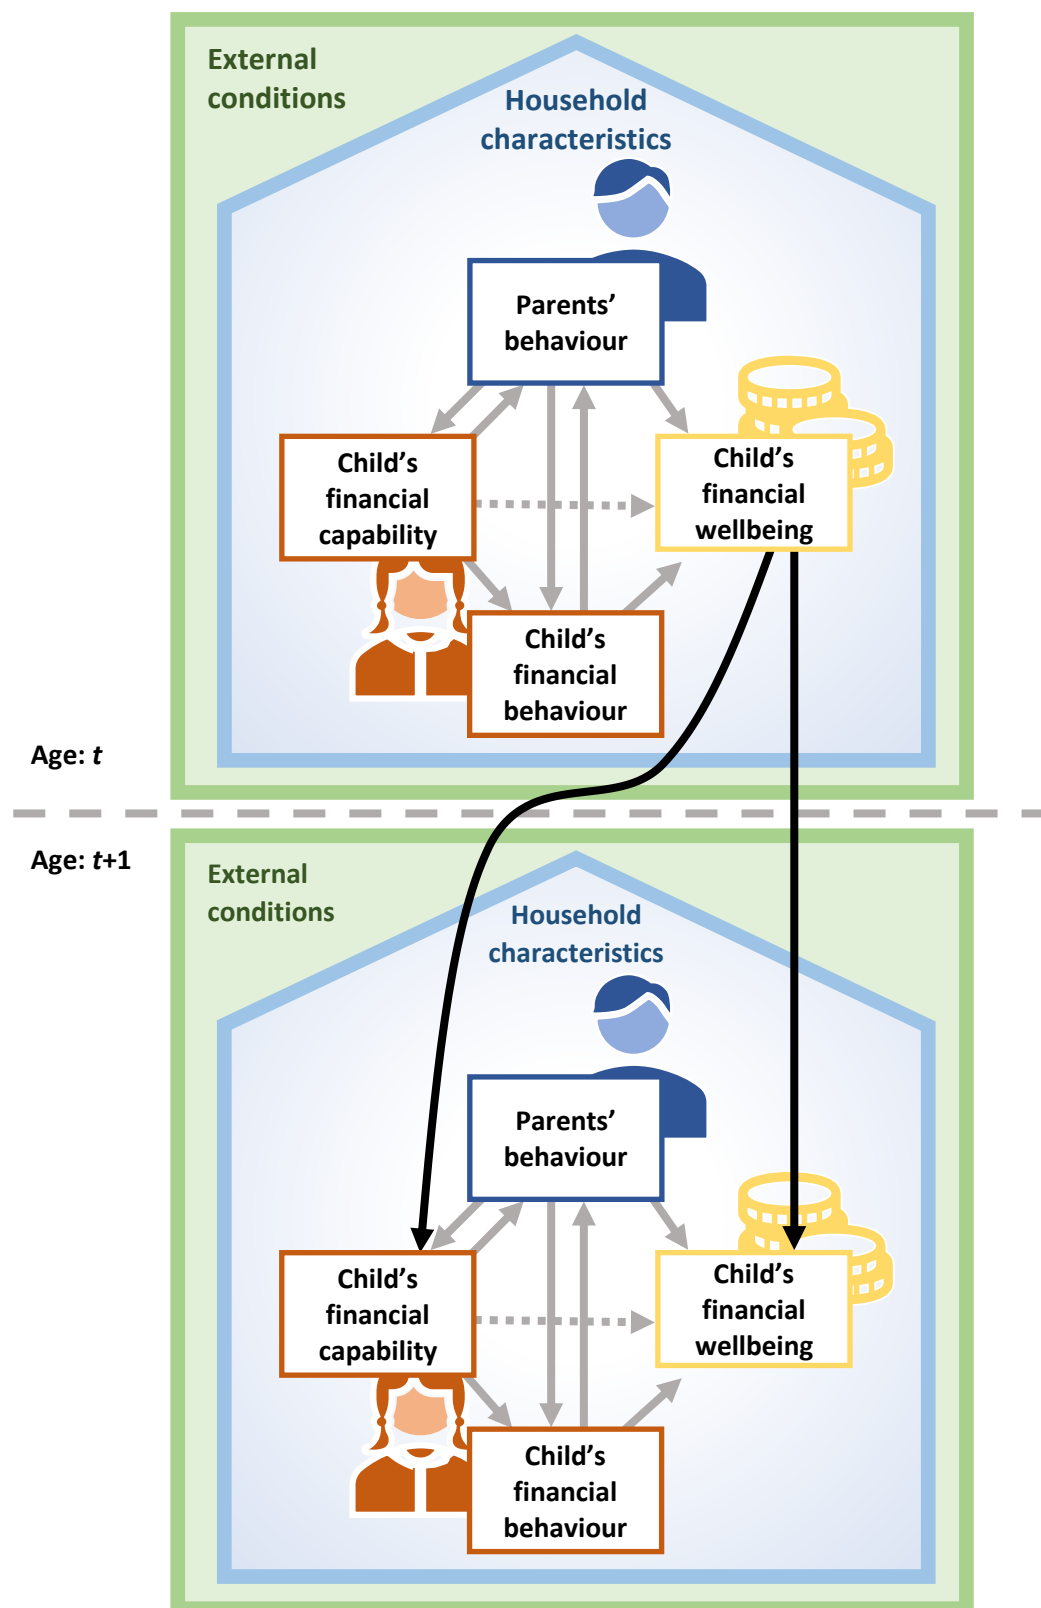 External
conditions
Household
characteristics
Parents’
behaviour
Child’s
financial
capability
Child’s
financial
wellbeing
Child’s
financial
behaviour
Age: t
Age: t+1
External
conditions
Household
characteristics
Parents’
behaviour
Child’s
financial
capability
Child’s
financial
wellbeing
Child’s
financial
behaviour